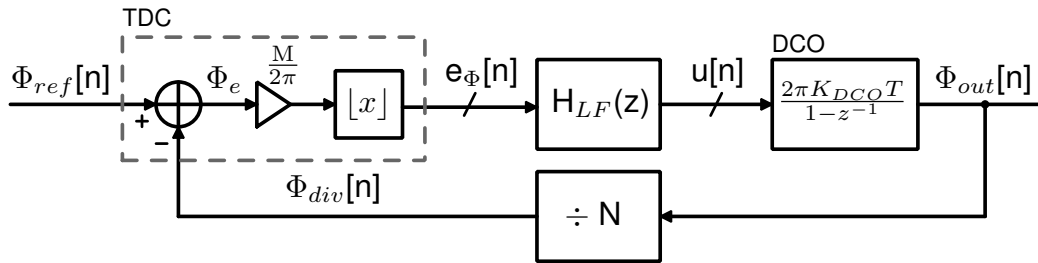 TDC
Φ_ref[n]
+
−
Φ_e
M/2π
⌊x⌋
e_Φ[n]
H_LF(z)
u[n]
DCO
2πK_DCO T / 1−z^−1
Φ_out[n]
Φ_div[n]
÷ N